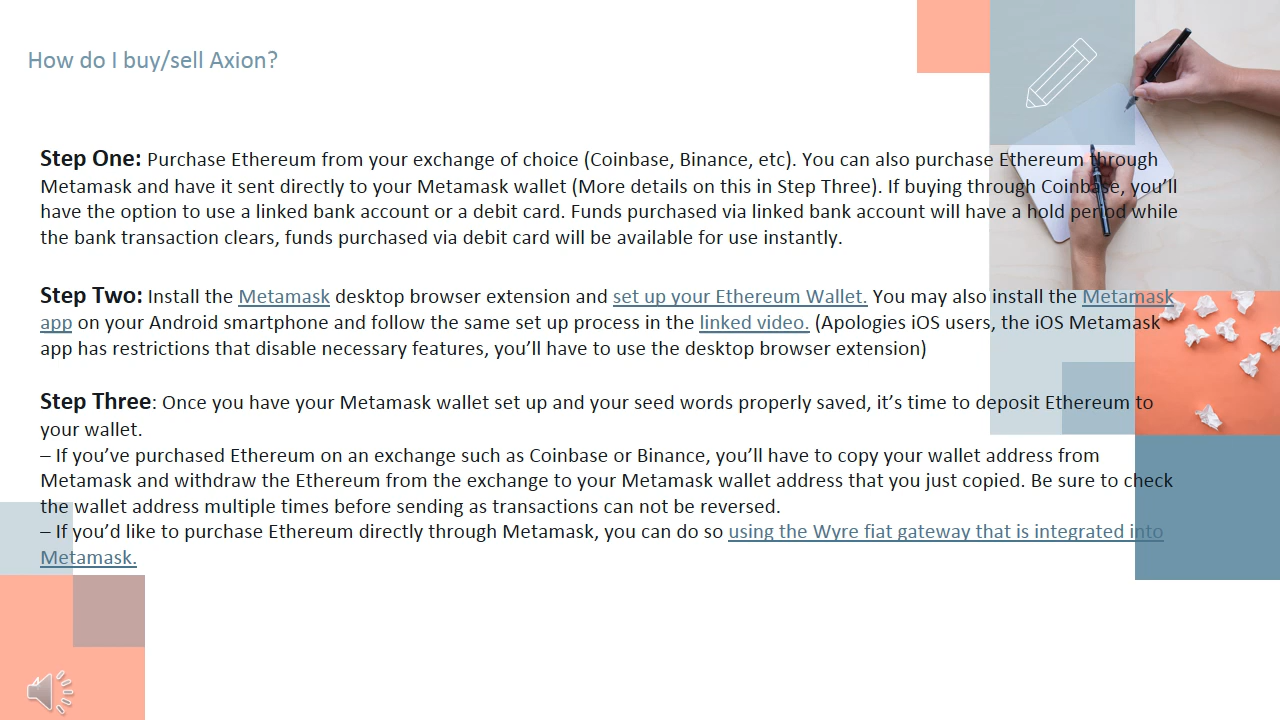 How do I buy/sell Axion?
Step One: Purchase Ethereum from your exchange of choice (Coinbase, Binance, etc). You can also purchase Ethereum through
Metamask and have it sent directly to your Metamask wallet (More details on this in Step Three). If buying through Coinbase, you’ll
have the option to use a linked bank account or a debit card. Funds purchased via linked bank account will have a hold period while
the bank transaction clears, funds purchased via debit card will be available for use instantly.
Step Two: Install the Metamask desktop browser extension and set up your Ethereum Wallet. You may also install the Metamask
app on your Android smartphone and follow the same set up process in the linked video. (Apologies iOS users, the iOS Metamask
app has restrictions that disable necessary features, you’ll have to use the desktop browser extension)
Step Three: Once you have your Metamask wallet set up and your seed words properly saved, it’s time to deposit Ethereum to
your wallet.
– If you’ve purchased Ethereum on an exchange such as Coinbase or Binance, you’ll have to copy your wallet address from
Metamask and withdraw the Ethereum from the exchange to your Metamask wallet address that you just copied. Be sure to check
the wallet address multiple times before sending as transactions can not be reversed.
– If you’d like to purchase Ethereum directly through Metamask, you can do so using the Wyre fiat gateway that is integrated into
Metamask.